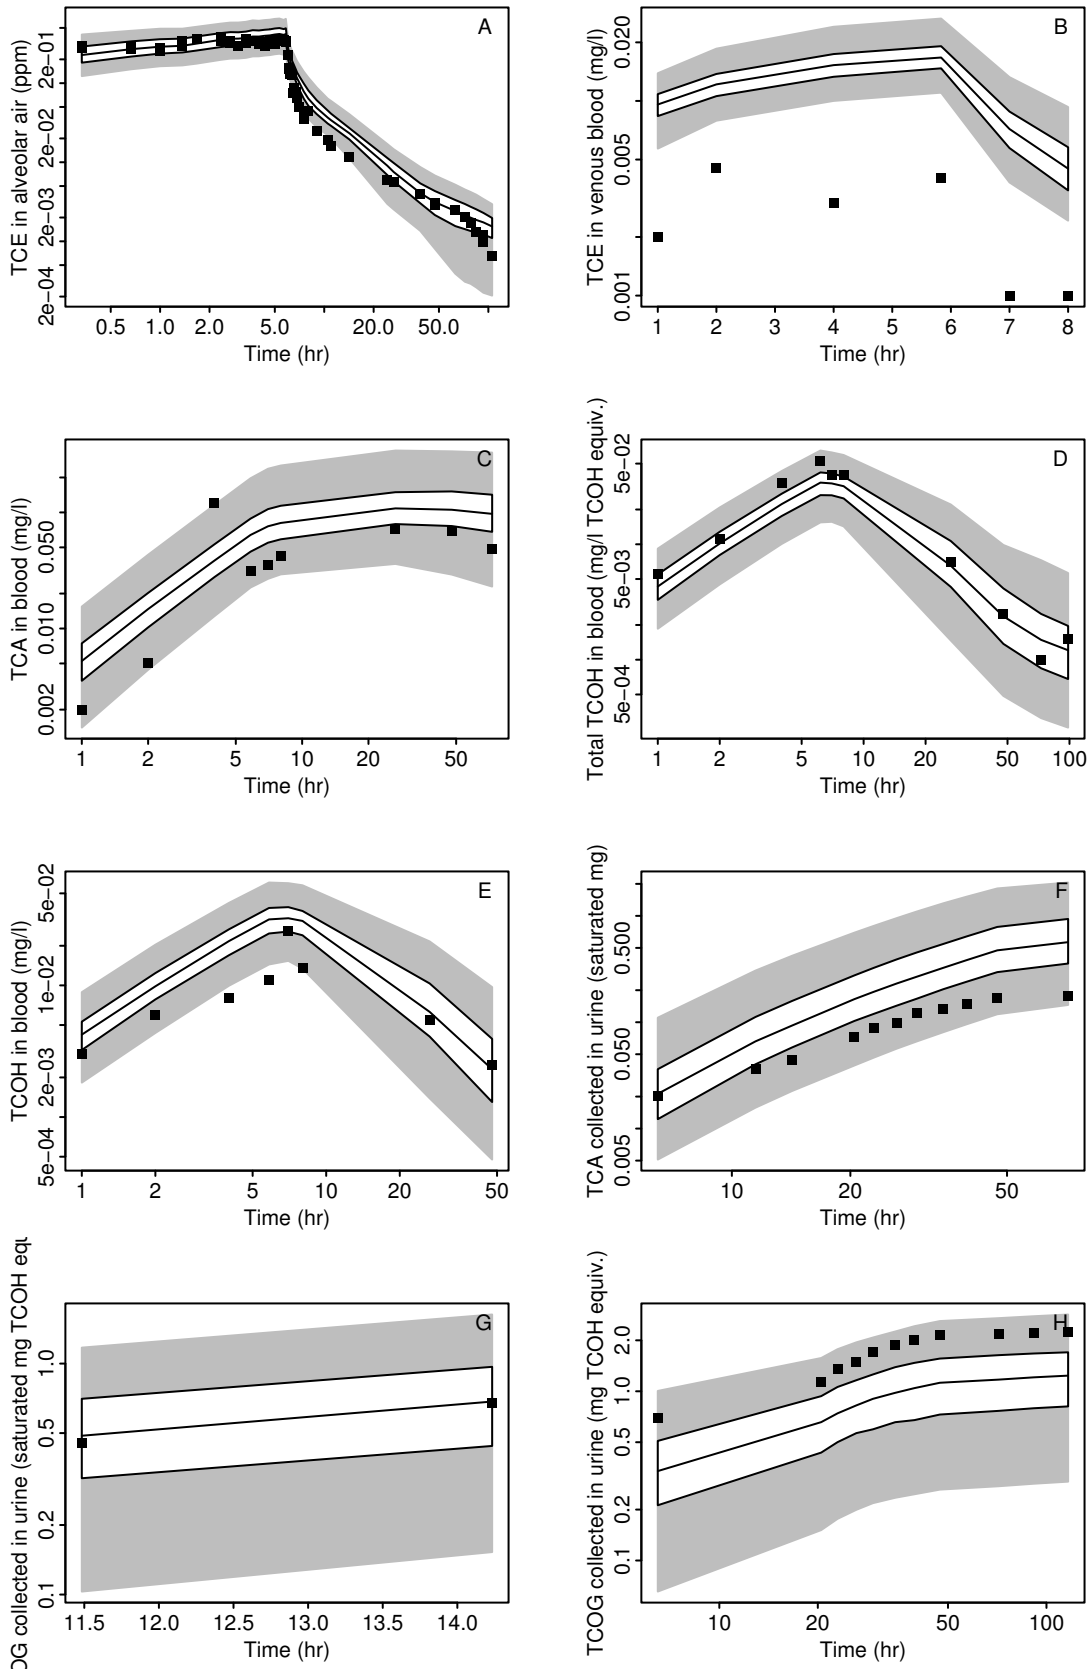 A
TCE in alveolar air (ppm)
2e−01
2e−02
2e−03
2e−04
0.5 1.0 2.0 5.0 20.0 50.0
Time (hr)
B
TCE in venous blood (mg/l)
0.020
0.005
0.001
1 2 3 4 5 6 7 8
Time (hr)
C
TCA in blood (mg/l)
0.050
0.010
0.002
1 2 5 10 20 50
Time (hr)
D
Total TCOH in blood (mg/l TCOH equiv.)
5e−02
5e−03
5e−04
1 2 5 10 20 50 100
Time (hr)
E
TCOH in blood (mg/l)
5e−02
1e−02
2e−03
5e−04
1 2 5 10 20 50
Time (hr)
F
TCA collected in urine (saturated mg)
0.500
0.050
0.005
10 20 50
Time (hr)
G
OG collected in urine (saturated mg TCOH equ
1.0
0.5
0.2
0.1
11.5 12.0 12.5 13.0 13.5 14.0
Time (hr)
H
TCOG collected in urine (mg TCOH equiv.)
2.0
1.0
0.5
0.2
0.1
10 20 50 100
Time (hr)